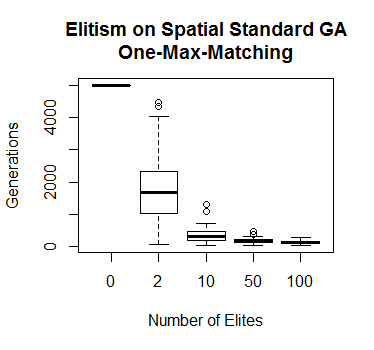 Elitism on Spatial Standard GA
One-Max-Matching
Generations
4000
2000
0
0 2 10 50 100
Number of Elites